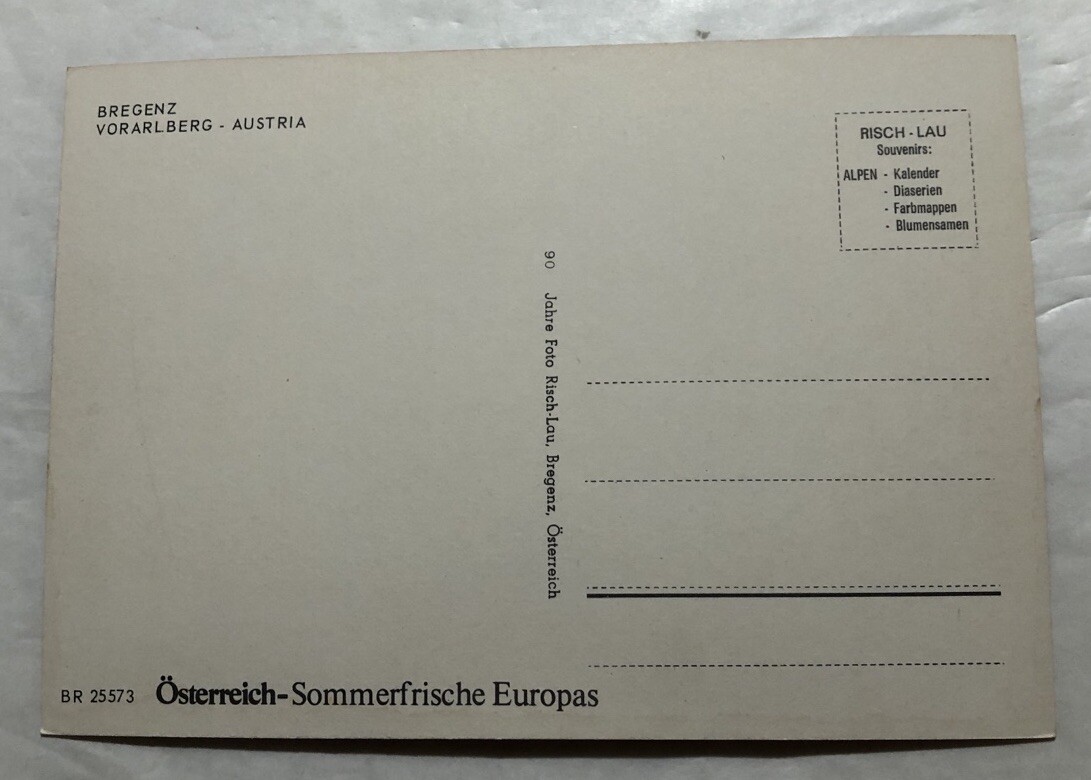 BREGENZ
VORARLBERG - AUSTRIA
RISCH - LAU
Souvenirs:
ALPEN - Kalender
- Diaserien
- Farbmappen
- Blumensamen
90 Jahre Foto Risch-Lau, Bregenz, Österreich
BR 25573 Österreich-Sommerfrische Europas